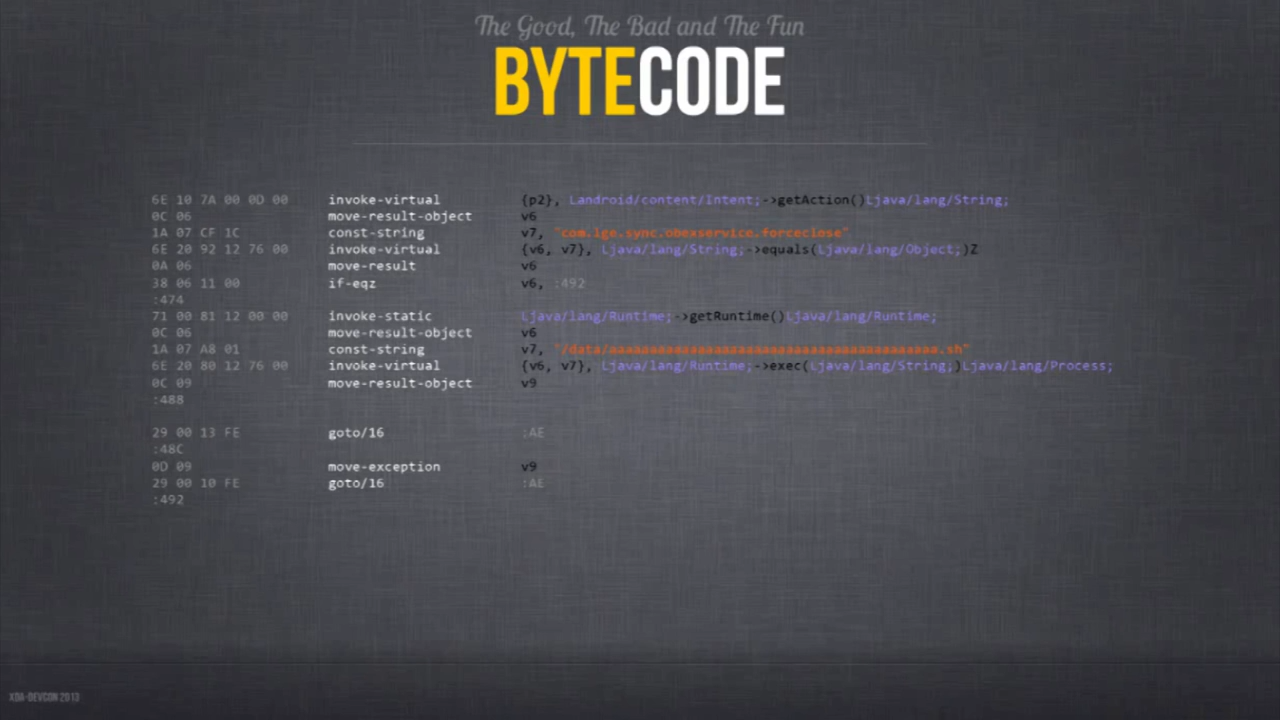 The Good, The Bad and The Fun
BYTECODE
6E 10 7A 00 0D 00 invoke-virtual {p2}, Landroid/content/Intent;->getAction()Ljava/lang/String;
0C 06 move-result-object v6
1A 07 CF 1C const-string v7, "com.lge.sync.obexservice.forceclose"
6E 20 92 12 76 00 invoke-virtual {v6, v7}, Ljava/lang/String;->equals(Ljava/lang/Object;)Z
0A 06 move-result v6
38 06 11 00 if-eqz v6, :492
:474
71 00 81 12 00 00 invoke-static Ljava/lang/Runtime;->getRuntime()Ljava/lang/Runtime;
0C 06 move-result-object v6
1A 07 A8 01 const-string v7,
6E 20 80 12 76 00 invoke-virtual {v6, v7}, Ljava/lang/Runtime;->exec(Ljava/lang/String;)Ljava/lang/Process;
0C 09 move-result-object v9
:488
29 00 13 FE goto/16 :AE
:48C
0D 09 move-exception v9
29 00 10 FE goto/16 :AE
:492
XDA-DEVCON 2013